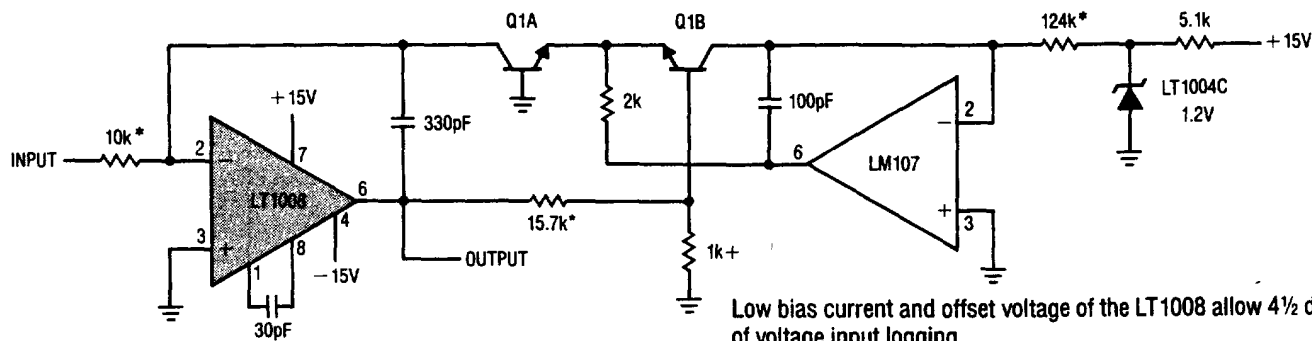 Q1A
Q1B
124k*
5.1k
+15V
+15V
330pF
2k
100pF
2
LT1004C
1.2V
10k*
INPUT
2
7
6
LM107
LT1008
6
4
15.7k*
3
8
1
-15V
OUTPUT
1k+
3
30pF
Low bias current and offset voltage of the LT1008 allow 4½
of voltage input logging